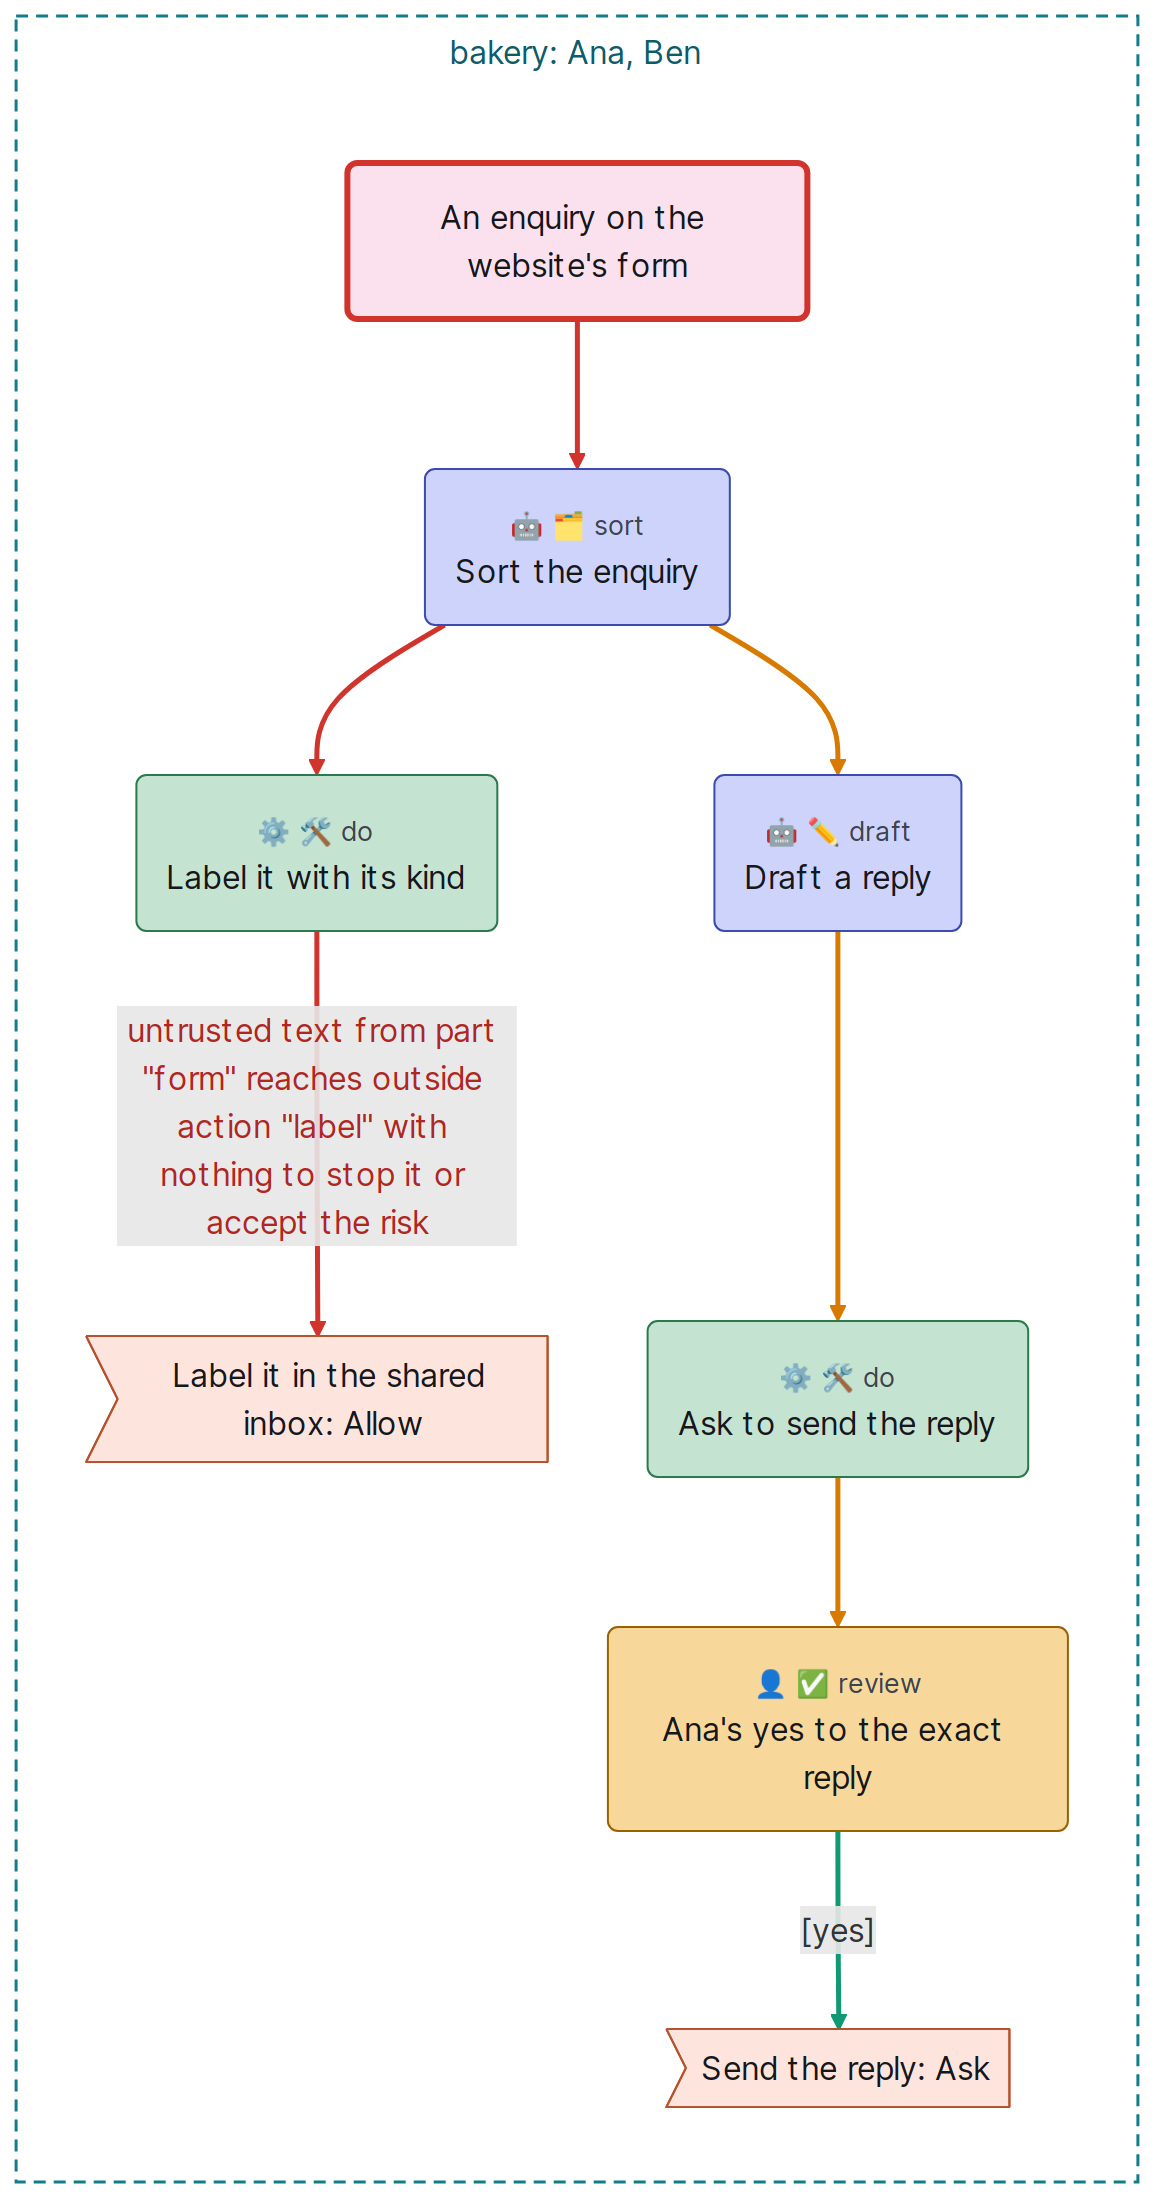 bakery: Ana, Ben
An enquiry on the
website's form
sort
Sort the enquiry
do
Label it with its kind
draft
Draft a reply
untrusted text from part
"form" reaches outside
action "label" with
nothing to stop it or
accept the risk
Label it in the shared
inbox: Allow
do
Ask to send the reply
review
Ana's yes to the exact
reply
[yes]
Send the reply: Ask